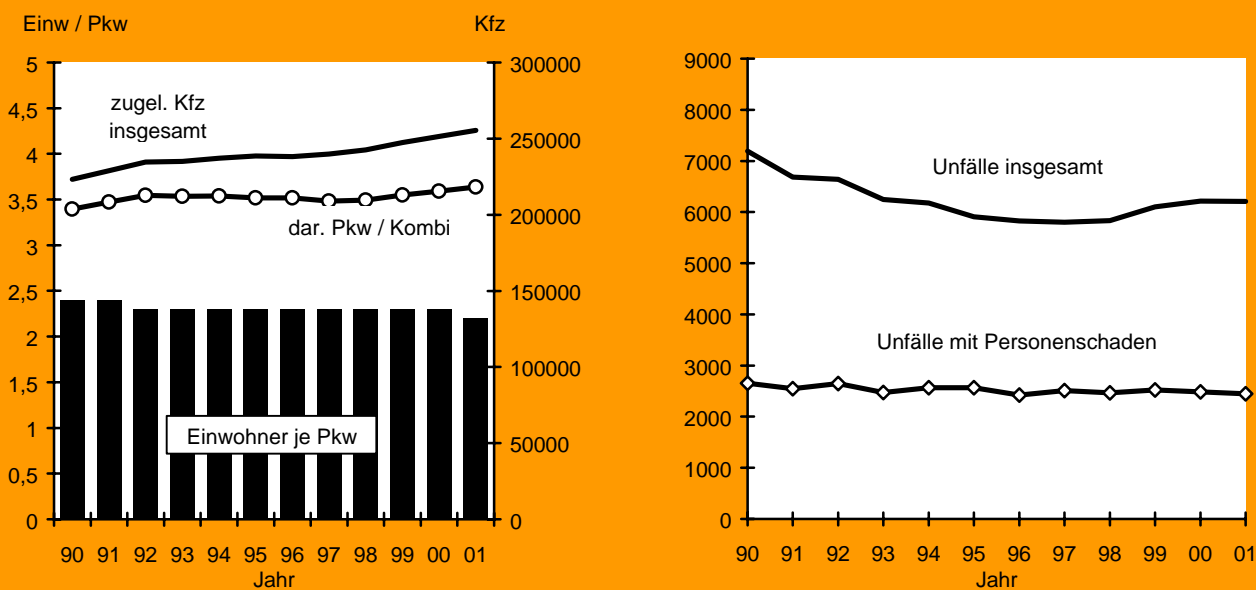 Einw / Pkw
Kfz
5
4,5
4
3,5
3
2,5
2
1,5
1
0,5
0
300000
250000
200000
150000
100000
50000
0
zugel. Kfz
insgesamt
dar. Pkw / Kombi
Einwohner je Pkw
90 91 92 93 94 95 96 97 98 99 00 01
Jahr
9000
8000
7000
6000
5000
4000
3000
2000
1000
0
Unfälle insgesamt
Unfälle mit Personenschaden
90 91 92 93 94 95 96 97 98 99 00 01
Jahr